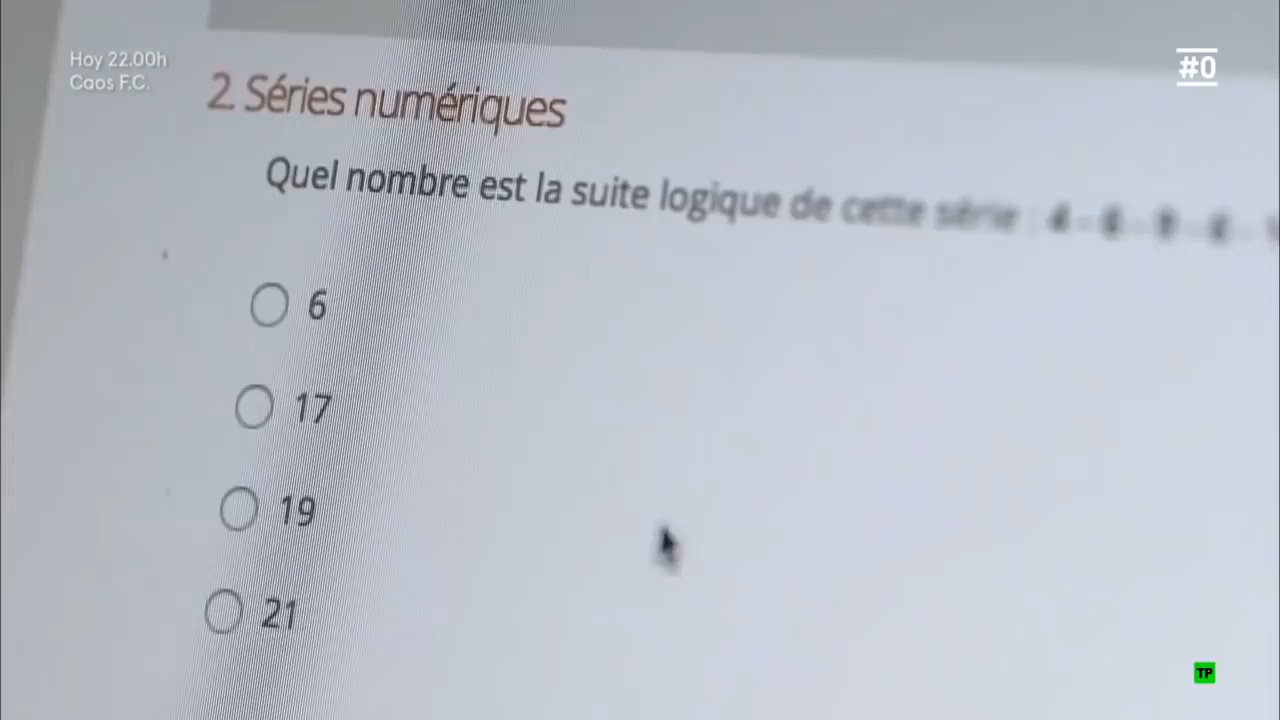 Hoy 22.00h
Caos F.C.
#0
2. Séries numériques
Quel nombre est la suite logique de cette série :
6
17
19
21
TP